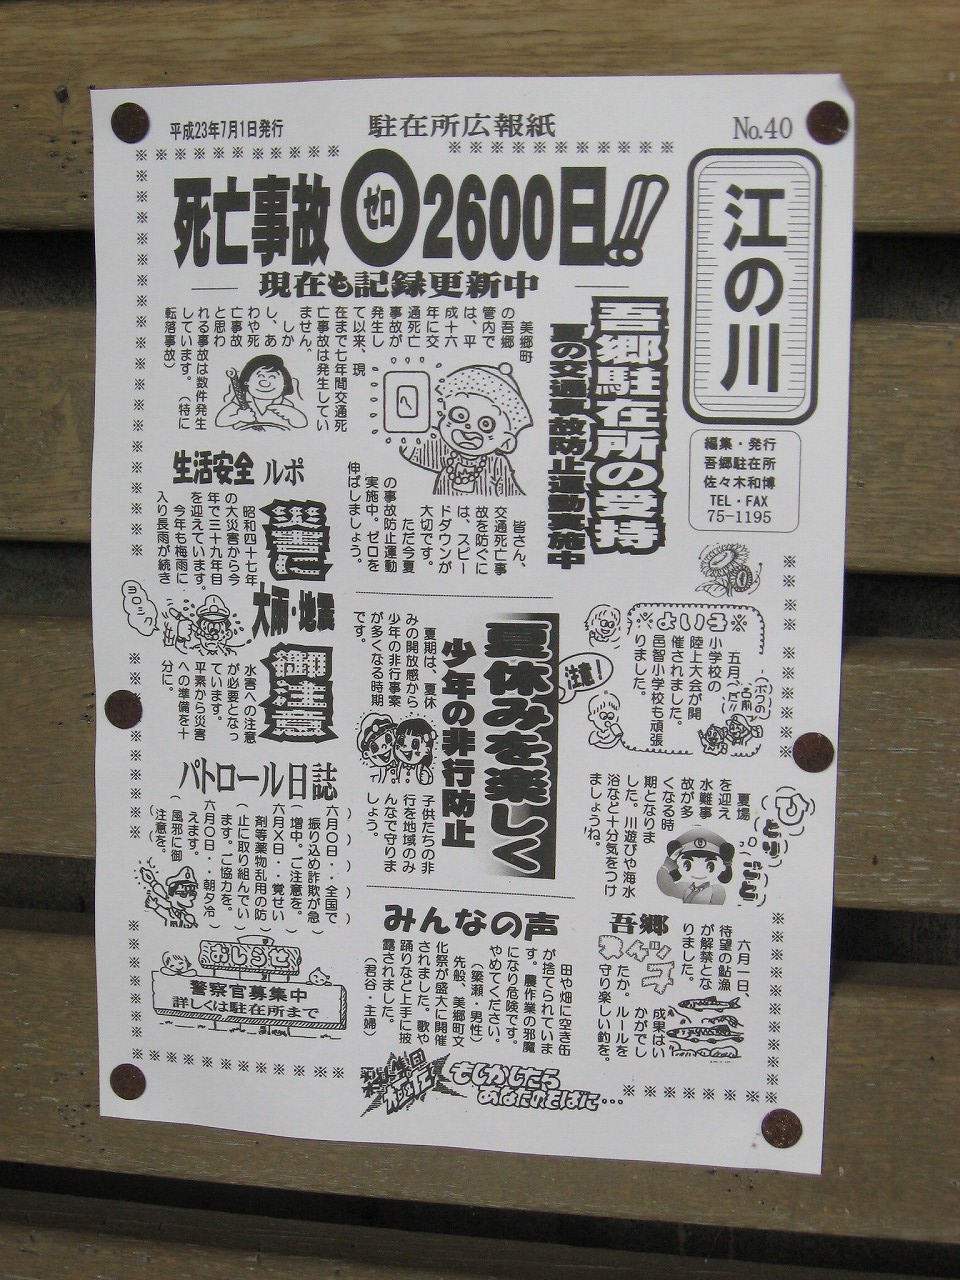 平成23年7月1日発行
駐在所広報紙
No.40
江の川
編集・発行
吾郷駐在所
佐々木和博
TEL・FAX
75-1195
死亡事故ゼロ2600日!!
現在も記録更新中
吾郷駐在所の受持
夏の交通事故防止運動実施中
美郷町
の吾郷
管内で
は、平
成十六
年に交
通死亡
事故が
発生し
て以来、現
在まで七年間交通死
亡事故は発生してい
ません。
しか
し、あ
わや死
亡事故
と思わ
れる事故は数件発生
しています。(特に
転落事故)
皆さん、
交通死亡事
故を防ぐに
は、スピー
ドダウンが
大切です。
ただ今夏
の事故防止運動
実施中。ゼロを
伸ばしましょう。
生活安全 ルポ
災害に
大雨・地震
御注意
昭和四十七年
の大災害から今
年で三十九年目
を迎えています。
今年も梅雨に
入り長雨が続き
水害への注意
が必要となっ
ています。
平素から災害
への準備を十
分に。
夏休みを楽しく
少年の非行防止
夏期は、夏休
みの開放感から
少年の非行事案
が多くなる時期
です。
子供たちの非
行を地域のみ
んなで守りま
しょう。
注意!
※よいこ※
五月、
小学校の
陸上大会が開
催されました。
邑智小学校も頑張
りました。
ひとりごと
夏場
を迎え
水難事
故が多
くなる時
期となりま
した。川遊びや海水
浴など十分気をつけ
ましょうね。
パトロール日誌
六月〇日・全国で
振り込め詐欺が急
増中。ご注意を。
六月X日・覚せい
剤等薬物乱用の防
止に取り組んでい
ます。ご協力を。
六月〇日・朝夕冷
えます。
風邪に御
注意を。
おしらせ
警察官募集中
詳しくは駐在所まで
みんなの声
田や畑に空き缶
が捨てられていま
す。農作業の邪魔
になり危険です。
やめてください。
(簗瀬・男性)
先般、美郷町文
化祭が盛大に開催
されました。歌や
踊りなど上手に披
露されました。
(君谷・主婦)
吾郷
スケッチ
六月一日、
待望の鮎漁
が解禁とな
りました。
成果はい
かがでし
たか。ルールを
守り楽しい釣を。
もしかしたら
あなたのそばに…